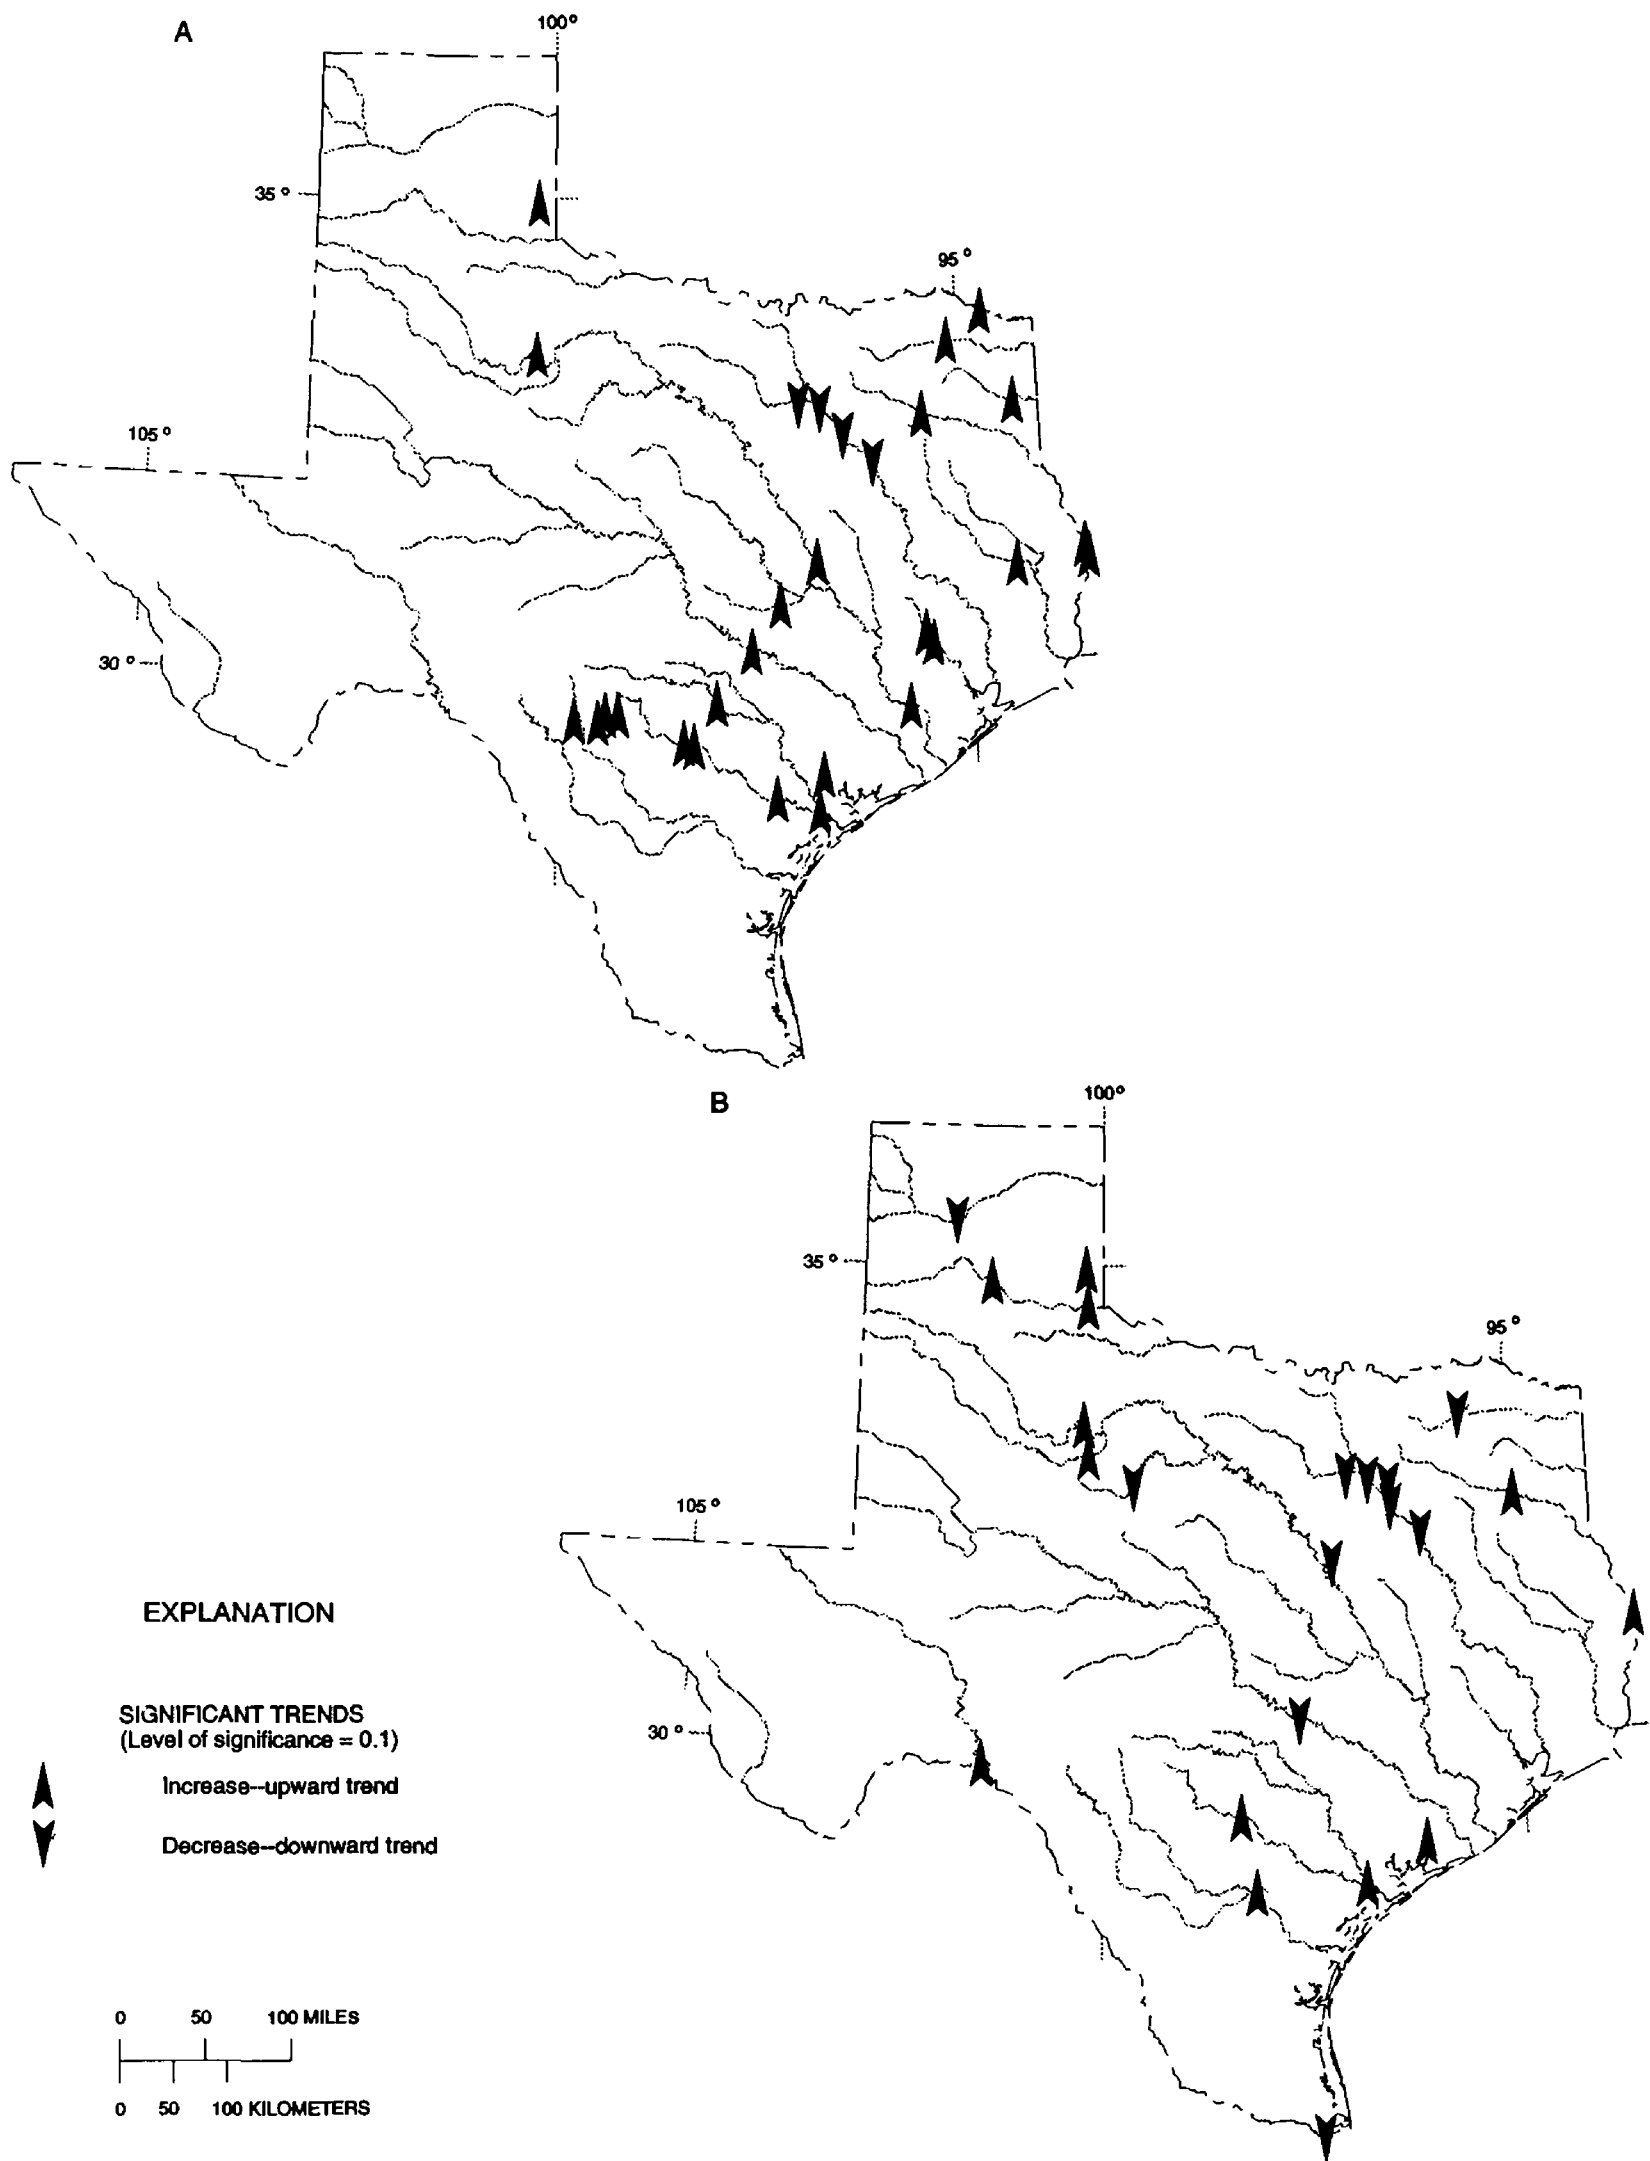 A
100°
35°
95°
105°
30°
B
100°
35°
95°
105°
30°
EXPLANATION
SIGNIFICANT TRENDS
(Level of significance = 0.1)
Increase--upward trend
Decrease--downward trend
0 50 100 MILES
0 50 100 KILOMETERS